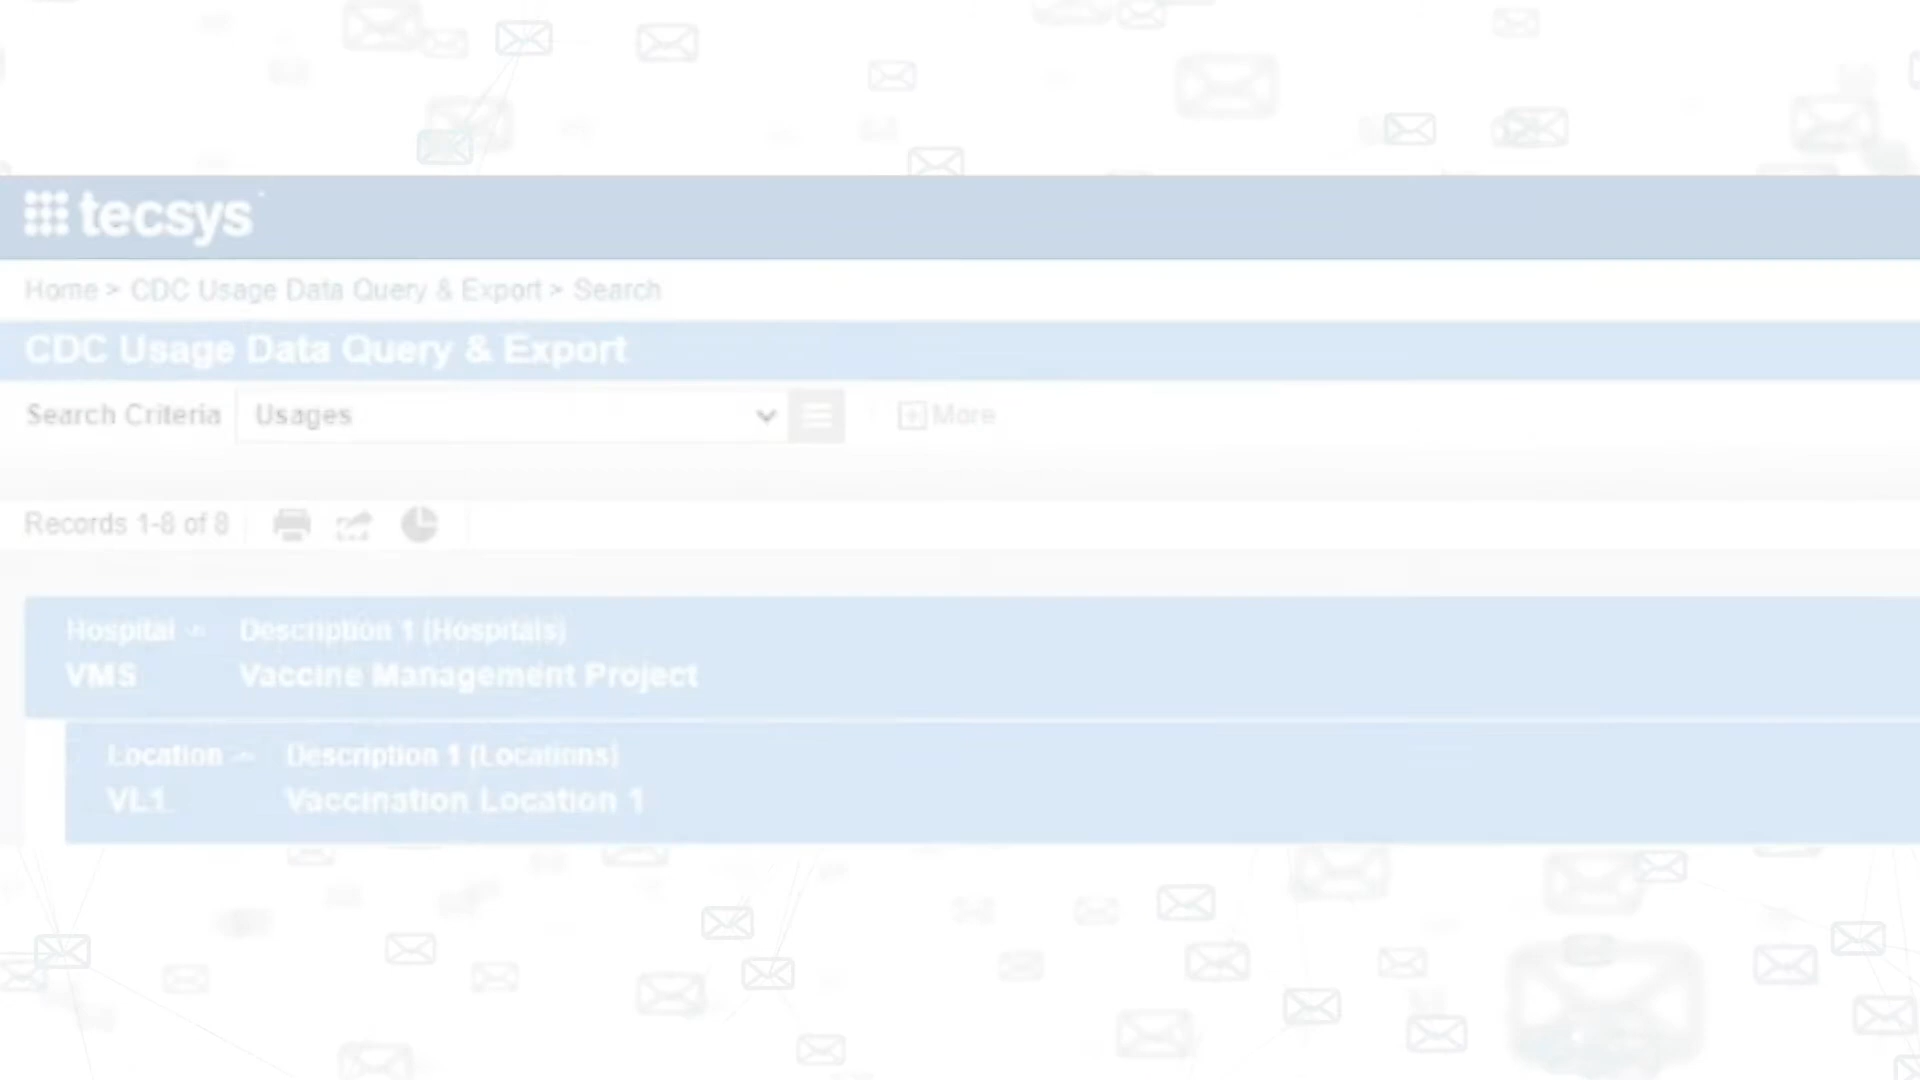 tecsys
Home > CDC Usage Data Query & Export > Search
CDC Usage Data Query & Export
Search Criteria Usages More
Records 1-8 of 8
Hospital Description 1 (Hospitals)
VMS Vaccine Management Project
Location Description 1 (Locations)
VL1 Vaccination Location 1